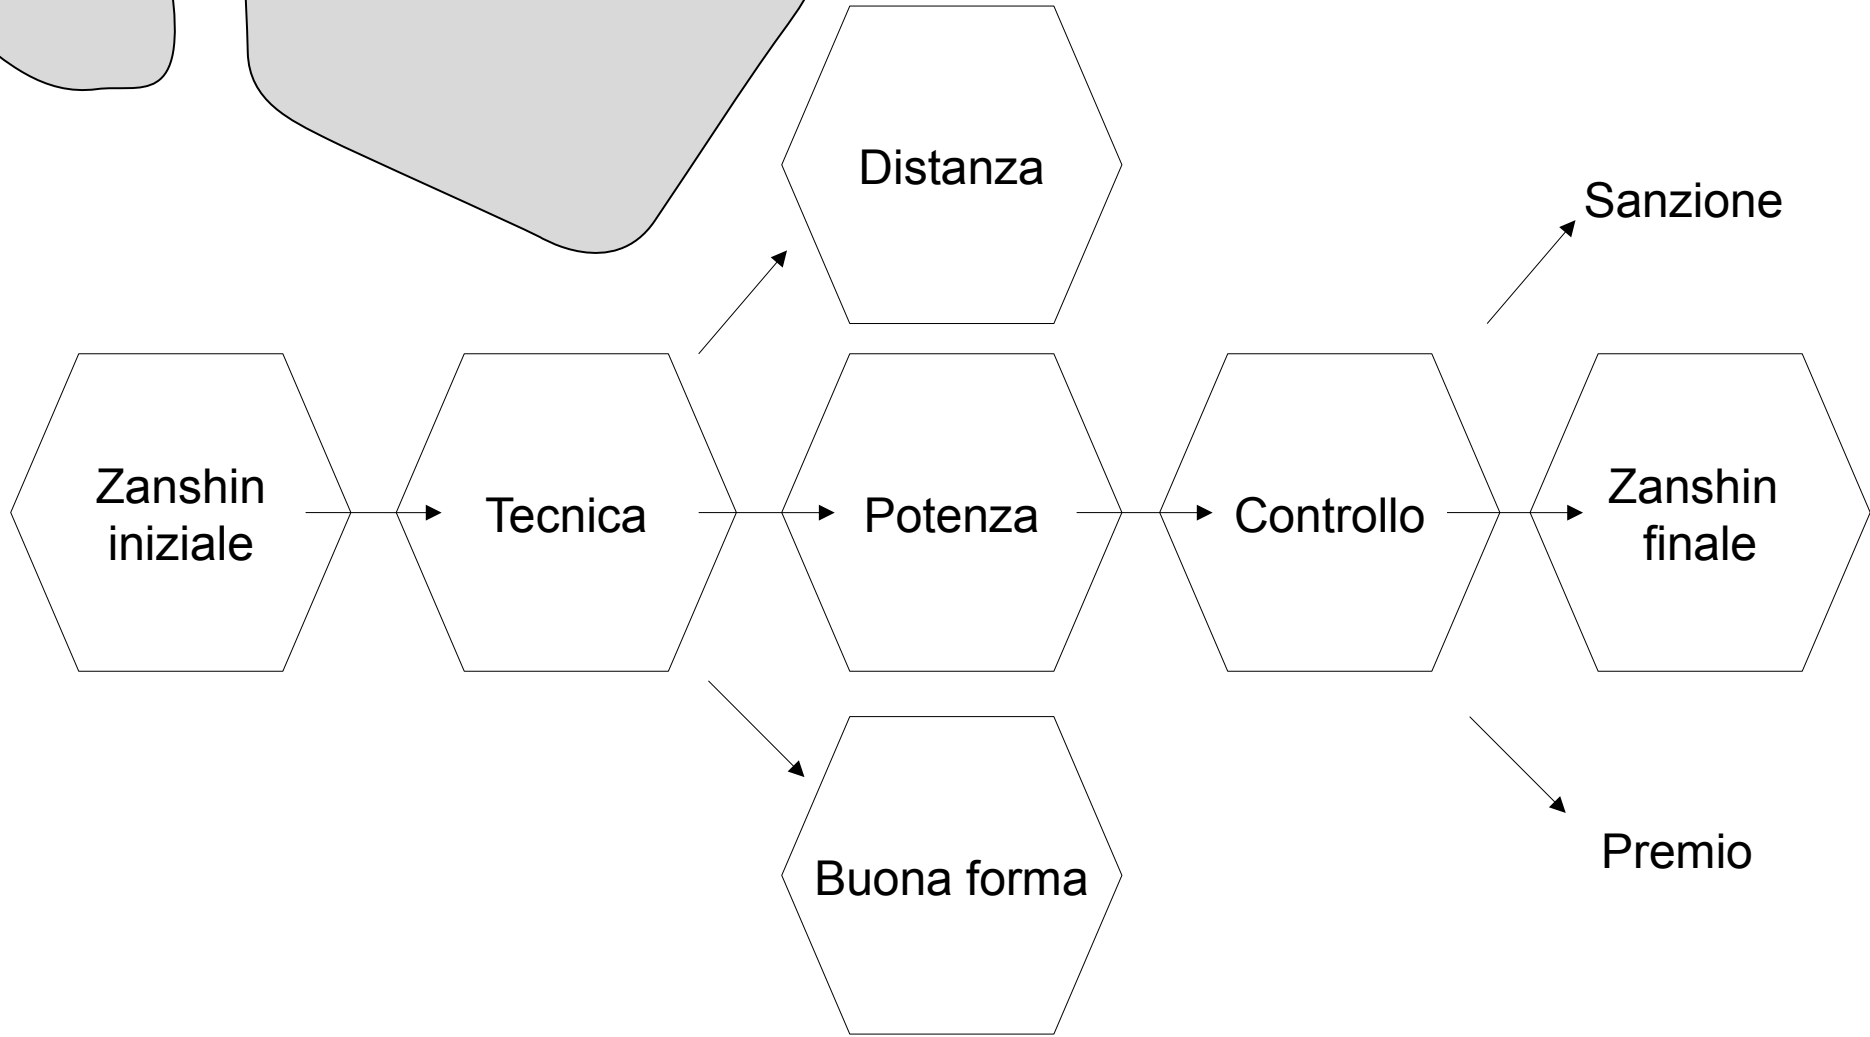 Distanza
Sanzione
Zanshin
iniziale
Tecnica
Potenza
Controllo
Zanshin
finale
Premio
Buona forma